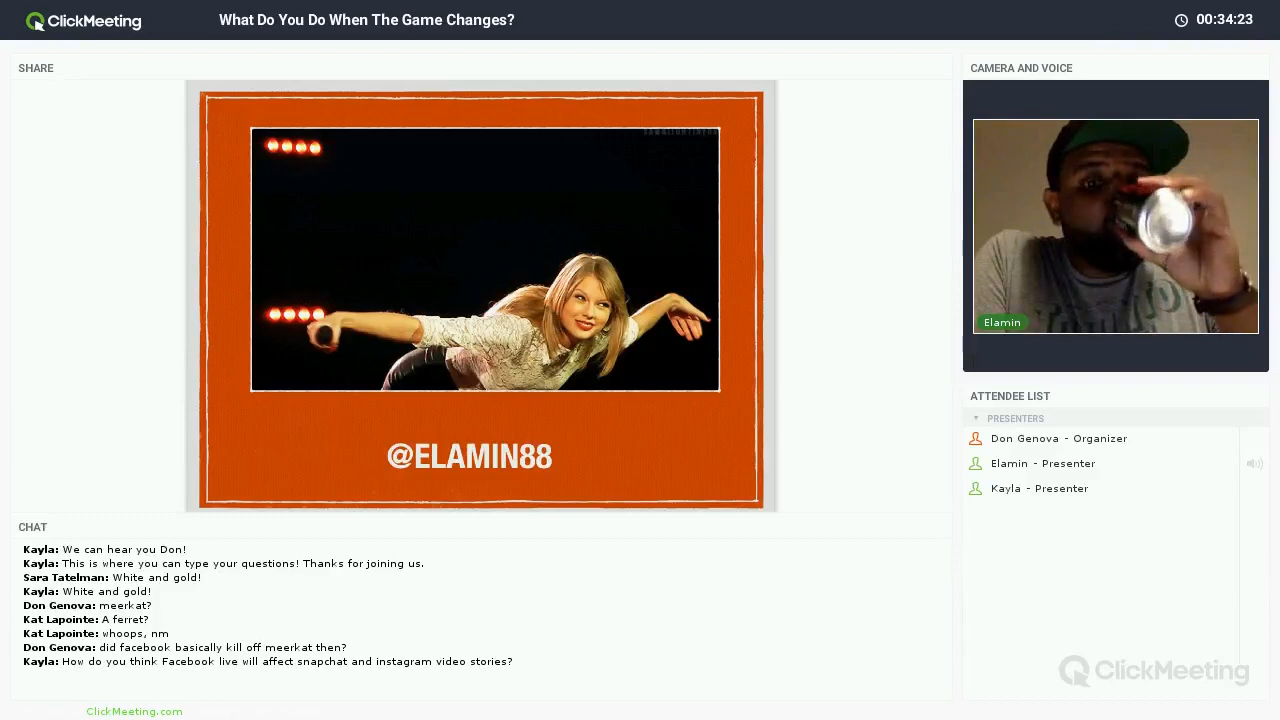 ClickMeeting
What Do You Do When The Game Changes?
00:34:23
SHARE
@ELAMIN88
CAMERA AND VOICE
Elamin
ATTENDEE LIST
PRESENTERS
Don Genova - Organizer
Elamin - Presenter
Kayla - Presenter
CHAT
Kayla: We can hear you Don!
Kayla: This is where you can type your questions! Thanks for joining us.
Sara Tatelman: White and gold!
Kayla: White and gold!
Don Genova: meerkat?
Kat Lapointe: A ferret?
Kat Lapointe: whoops, nm
Don Genova: did facebook basically kill off meerkat then?
Kayla: How do you think Facebook live will affect snapchat and instagram video stories?
ClickMeeting
ClickMeeting.com